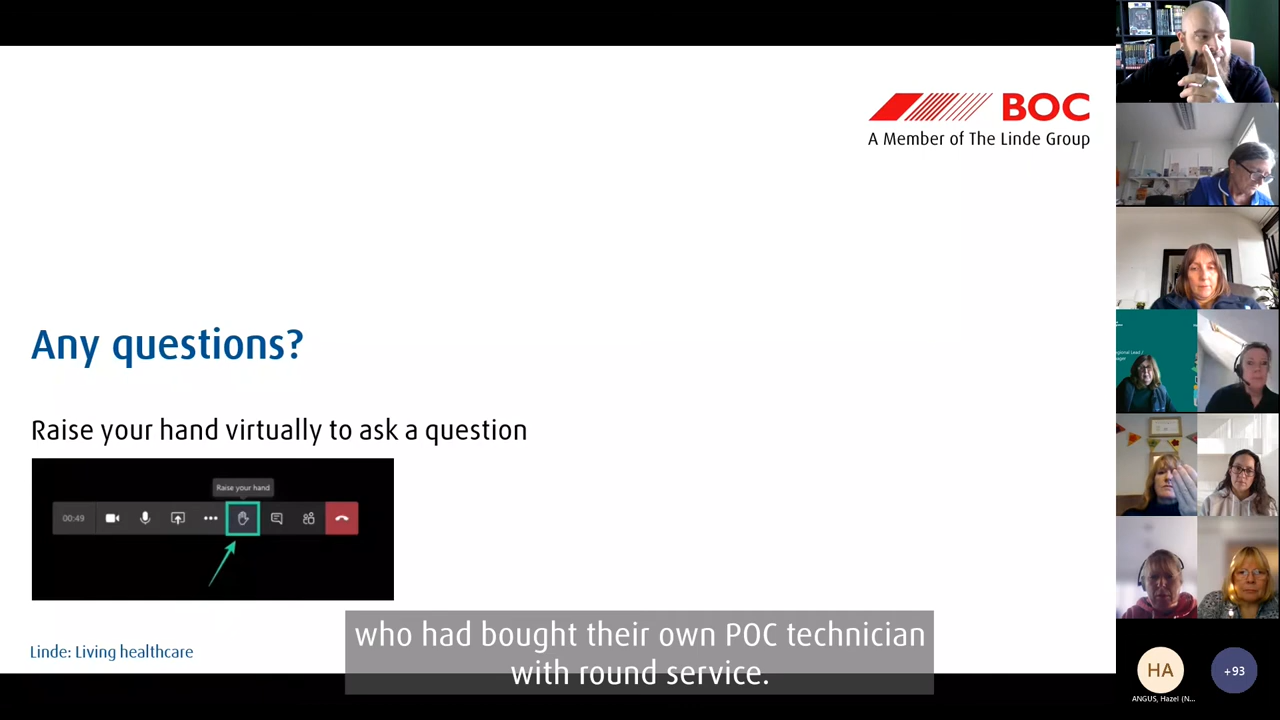 BOC
A Member of The Linde Group
Any questions?
Raise your hand virtually to ask a question
Raise your hand
00:49
Linde: Living healthcare
who had bought their own POC technician
with round service.
HA
+93
ANGUS, Hazel (N...